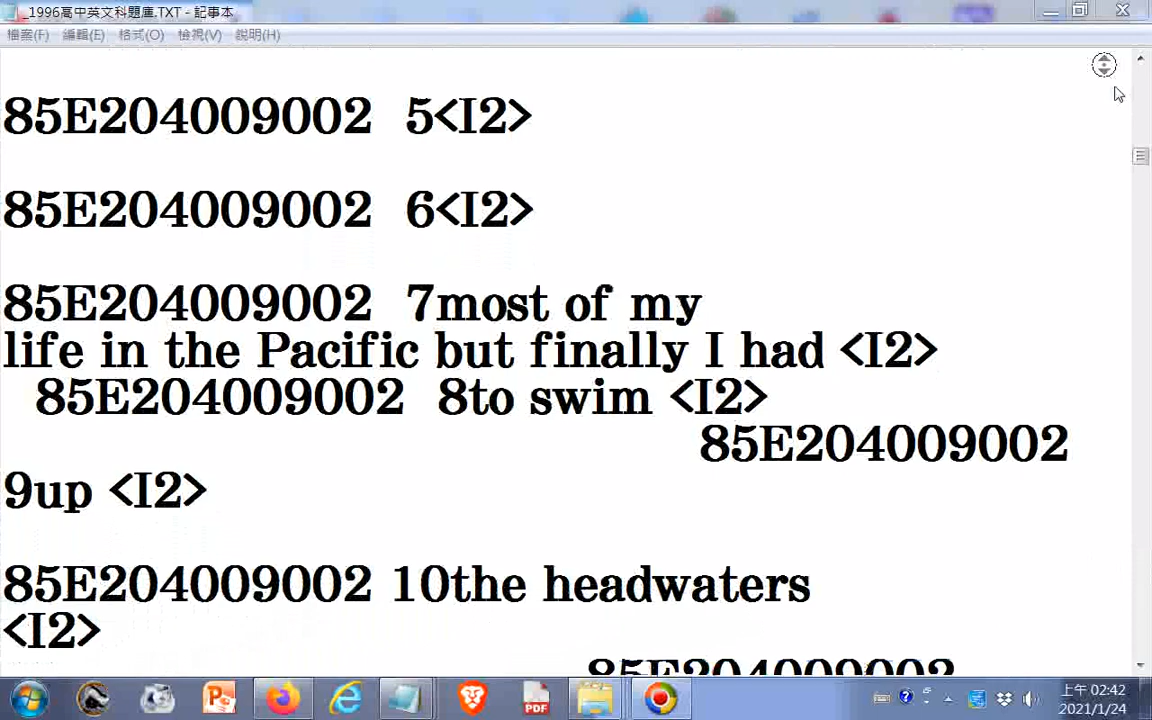 _1996高中英文科題庫.TXT - 記事本
檔案(F) 編輯(E) 格式(O) 檢視(V) 說明(H)
85E204009002 5<I2>
85E204009002 6<I2>
85E204009002 7most of my
life in the Pacific but finally I had <I2>
85E204009002 8to swim <I2>
85E204009002
9up <I2>
85E204009002 10the headwaters
<I2>
85E204009002
PDF
上午 02:42
2021/1/24